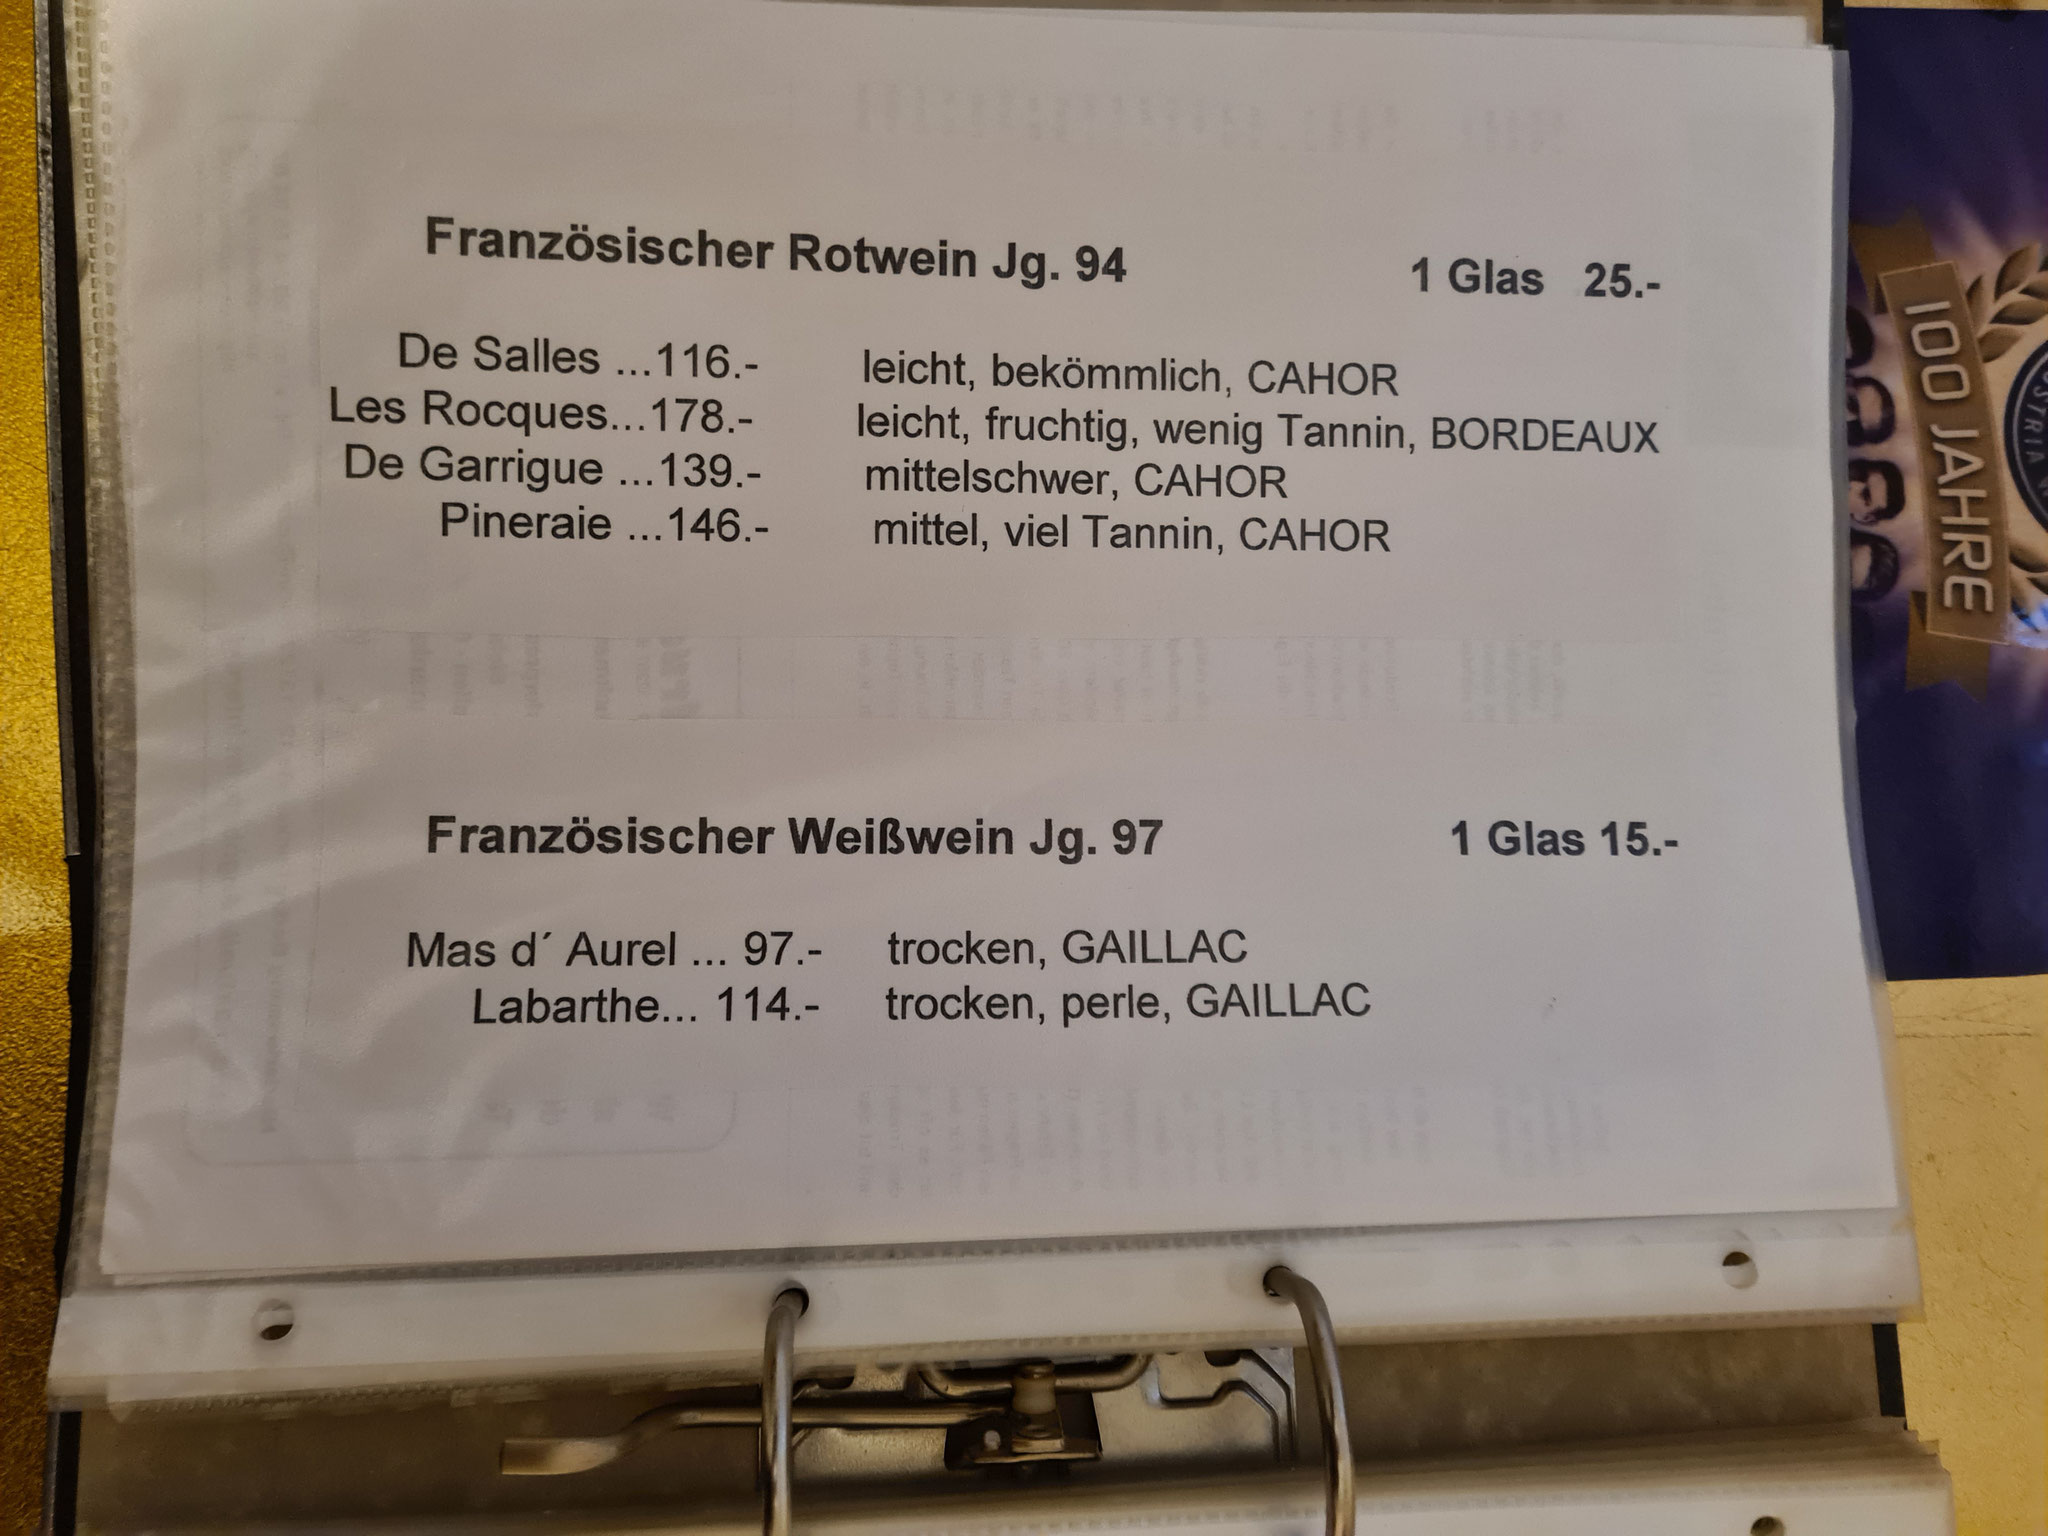 Französischer Rotwein Jg. 94 1 Glas 25.-
De Salles ...116.- leicht, bekömmlich, CAHOR
Les Rocques...178.- leicht, fruchtig, wenig Tannin, BORDEAUX
De Garrigue ...139.- mittelschwer, CAHOR
Pineraie ...146.- mittel, viel Tannin, CAHOR
Französischer Weißwein Jg. 97 1 Glas 15.-
Mas d´ Aurel ... 97.- trocken, GAILLAC
Labarthe... 114.- trocken, perle, GAILLAC
100 JAHRE